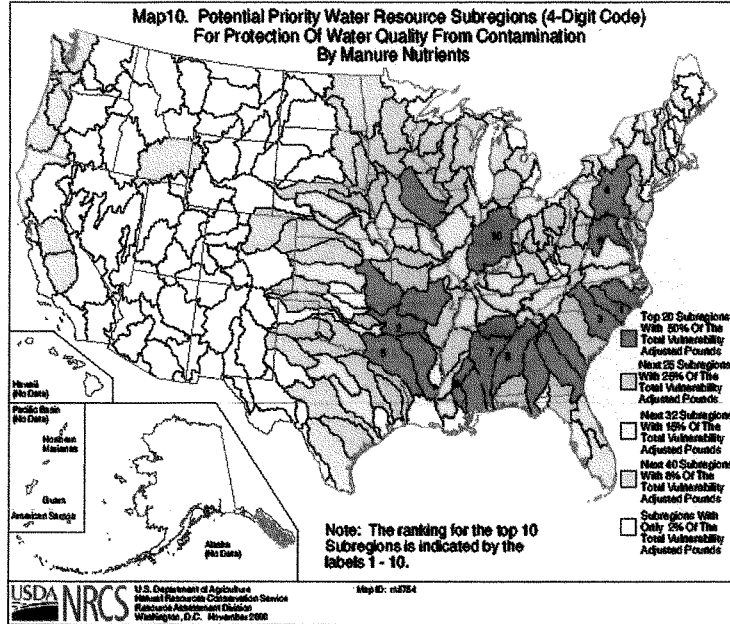 Map10. Potential Priority Water Resource Subregions (4-Digit Code)
For Protection Of Water Quality From Contamination
By Manure Nutrients
10
7
Top 20 Subregions
With 50% Of The
Total Vulnerability
Adjusted Pounds
Next 25 Subregions
With 25% Of The
Total Vulnerability
Adjusted Pounds
Next 32 Subregions
With 15% Of The
Total Vulnerability
Adjusted Pounds
Next 40 Subregions
With 8% Of The
Total Vulnerability
Adjusted Pounds
Subregions With
Only 2% Of The
Total Vulnerability
Adjusted Pounds
Hawaii
(No Data)
Pacific Basin
(No Data)
Northern
Marianas
Guam
American Samoa
Alaska
(No Data)
Note: The ranking for the top 10
Subregions is indicated by the
labels 1 - 10.
USDA NRCS
U.S. Department of Agriculture
Natural Resources Conservation Service
Resource Assessment Division
Washington, D.C. November 2000
Map ID: